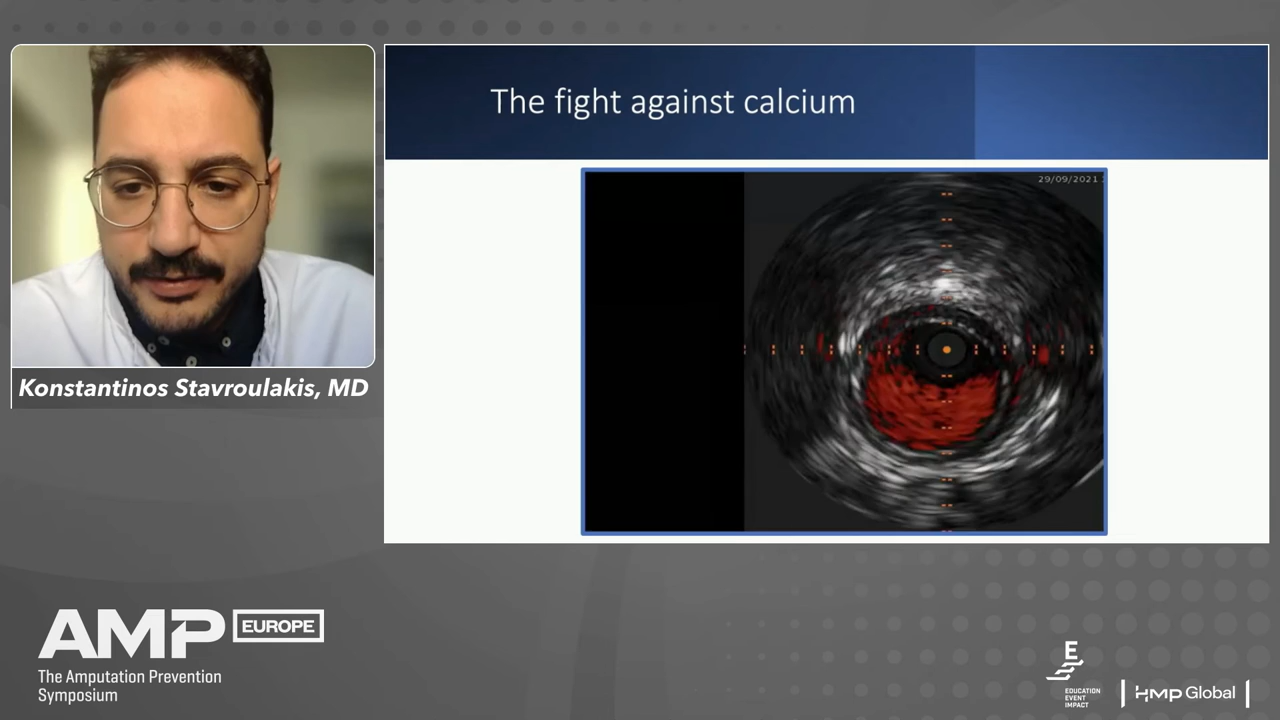 The fight against calcium
29/09/2021
Konstantinos Stavroulakis, MD
AMP EUROPE
The Amputation Prevention
Symposium
E
EDUCATION
EVENT
IMPACT
HMP Global